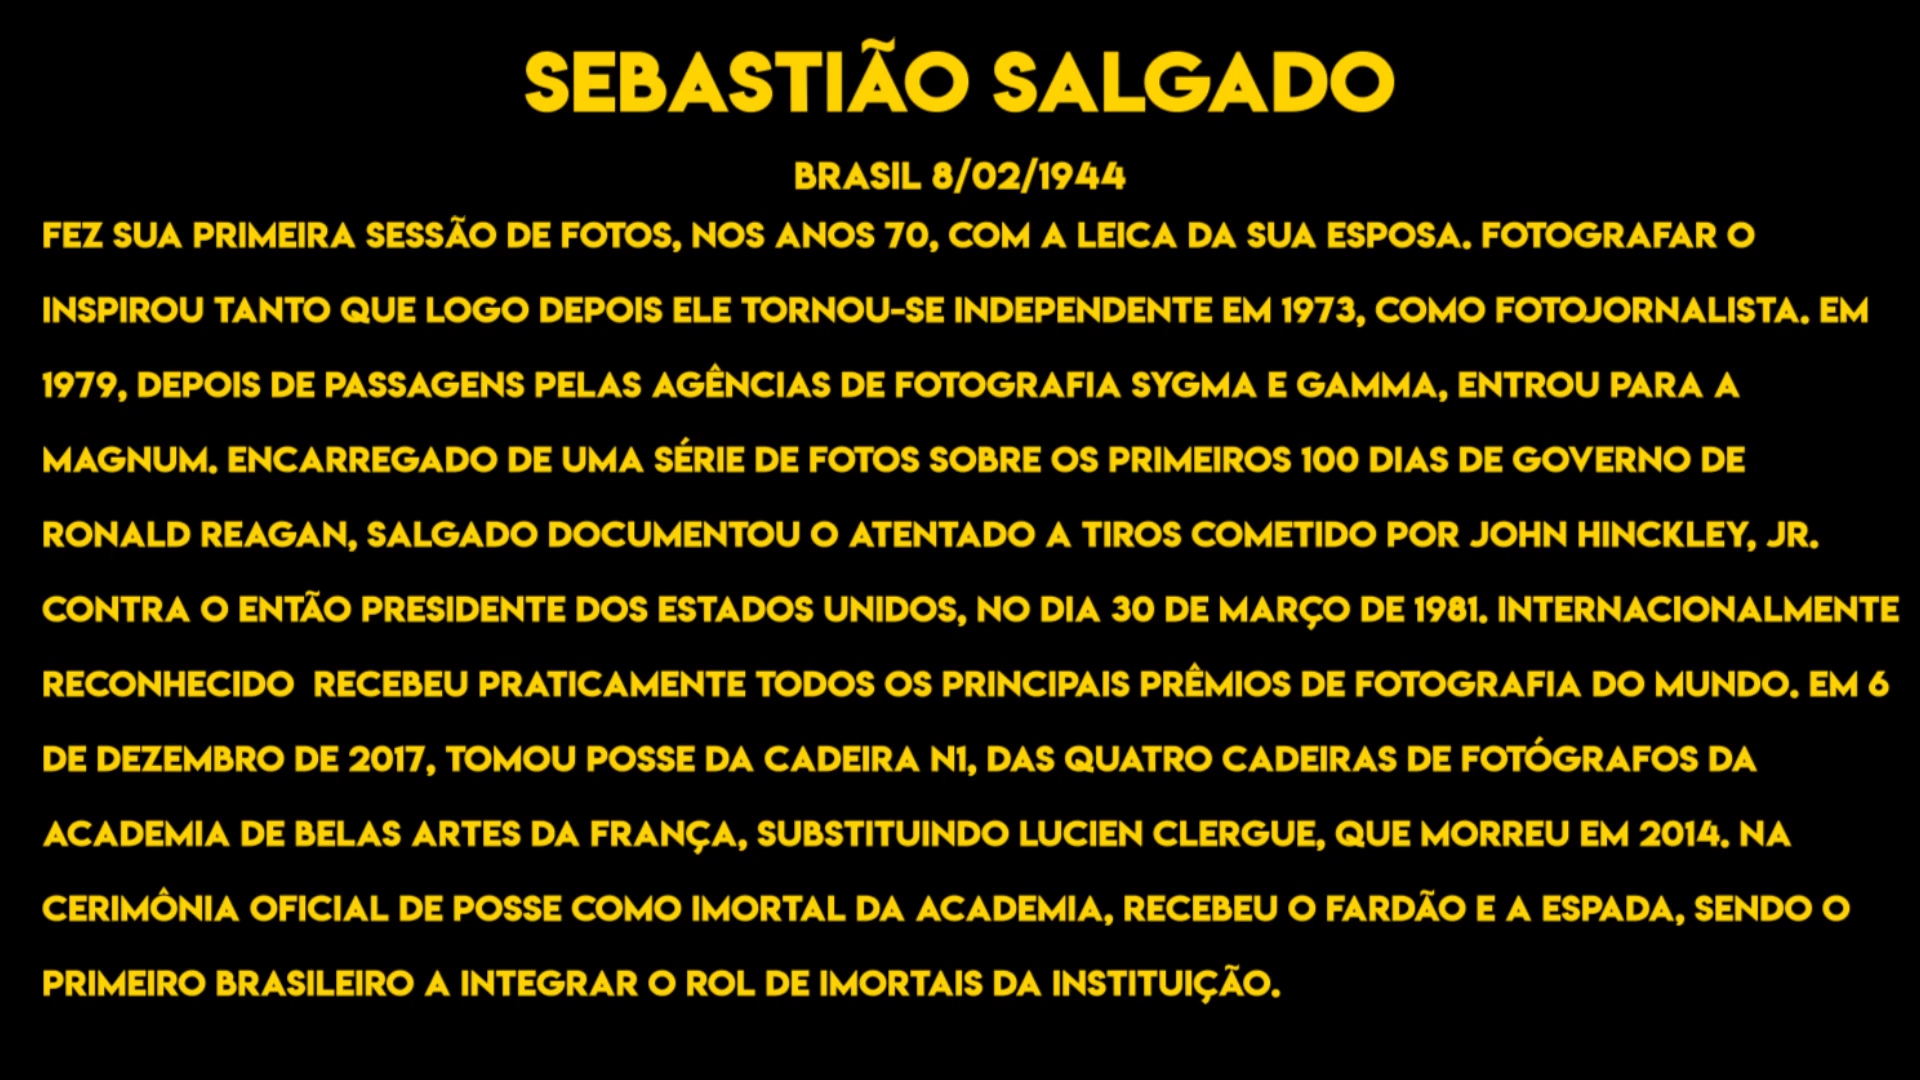 SEBASTIÃO SALGADO
BRASIL 8/02/1944
FEZ SUA PRIMEIRA SESSÃO DE FOTOS, NOS ANOS 70, COM A LEICA DA SUA ESPOSA. FOTOGRAFAR O
INSPIROU TANTO QUE LOGO DEPOIS ELE TORNOU-SE INDEPENDENTE EM 1973, COMO FOTOJORNALISTA. EM
1979, DEPOIS DE PASSAGENS PELAS AGÊNCIAS DE FOTOGRAFIA SYGMA E GAMMA, ENTROU PARA A
MAGNUM. ENCARREGADO DE UMA SÉRIE DE FOTOS SOBRE OS PRIMEIROS 100 DIAS DE GOVERNO DE
RONALD REAGAN, SALGADO DOCUMENTOU O ATENTADO A TIROS COMETIDO POR JOHN HINCKLEY, JR.
CONTRA O ENTÃO PRESIDENTE DOS ESTADOS UNIDOS, NO DIA 30 DE MARÇO DE 1981. INTERNACIONALMENTE
RECONHECIDO  RECEBEU PRATICAMENTE TODOS OS PRINCIPAIS PRÊMIOS DE FOTOGRAFIA DO MUNDO. EM 6
DE DEZEMBRO DE 2017, TOMOU POSSE DA CADEIRA N1, DAS QUATRO CADEIRAS DE FOTÓGRAFOS DA
ACADEMIA DE BELAS ARTES DA FRANÇA, SUBSTITUINDO LUCIEN CLERGUE, QUE MORREU EM 2014. NA
CERIMÔNIA OFICIAL DE POSSE COMO IMORTAL DA ACADEMIA, RECEBEU O FARDÃO E A ESPADA, SENDO O
PRIMEIRO BRASILEIRO A INTEGRAR O ROL DE IMORTAIS DA INSTITUIÇÃO.